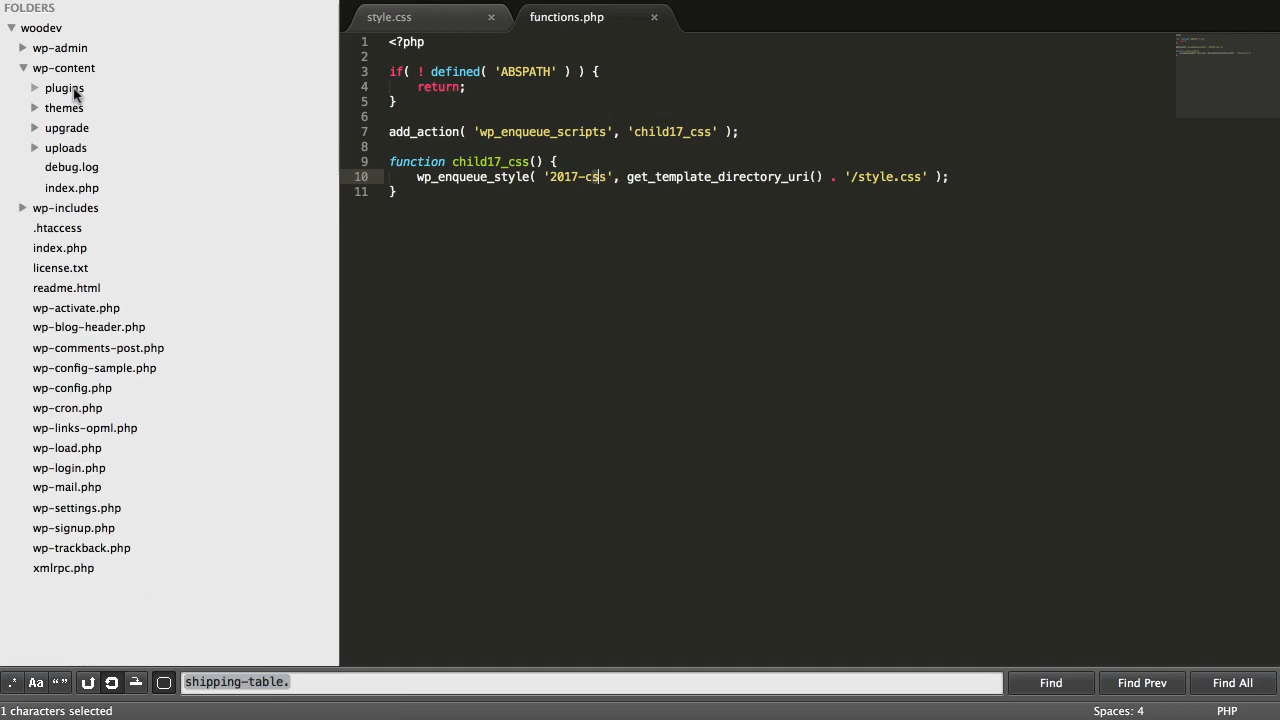 FOLDERS
woodev
wp-admin
wp-content
plugins
themes
upgrade
uploads
debug.log
index.php
wp-includes
.htaccess
index.php
license.txt
readme.html
wp-activate.php
wp-blog-header.php
wp-comments-post.php
wp-config-sample.php
wp-config.php
wp-cron.php
wp-links-opml.php
wp-load.php
wp-login.php
wp-mail.php
wp-settings.php
wp-signup.php
wp-trackback.php
xmlrpc.php
style.css × functions.php ×
1 <?php
2
3 if( ! defined( 'ABSPATH' ) ) {
4 return;
5 }
6
7 add_action( 'wp_enqueue_scripts', 'child17_css' );
8
9 function child17_css() {
10 wp_enqueue_style( '2017-css', get_template_directory_uri() . '/style.css' );
11 }
.* Aa “ ” shipping-table. Find Find Prev Find All
1 characters selected Spaces: 4 PHP